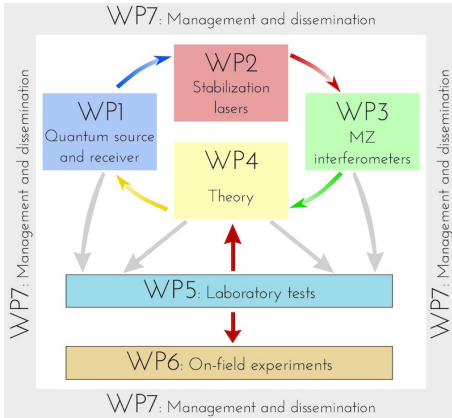 WP7: Management and dissemination
WP7: Management and dissemination
WP2
Stabilization
lasers
WP1
Quantum source
and receiver
WP3
MZ
interferometers
WP4
Theory
WP5: Laboratory tests
WP6: On-field experiments
WP7: Management and dissemination
WP7: Management and dissemination